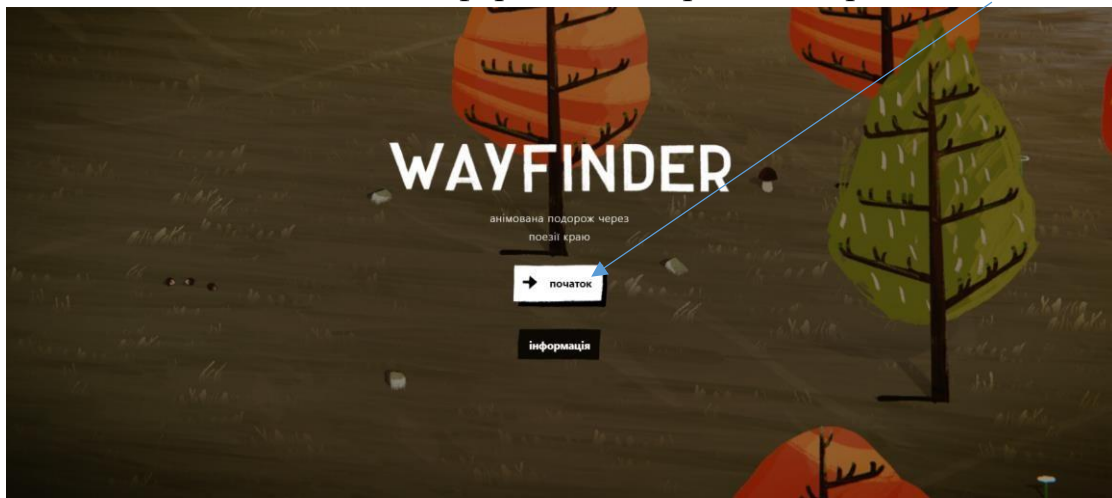 WAYFINDER
анімована подорож через
поезії краю
початок
інформація